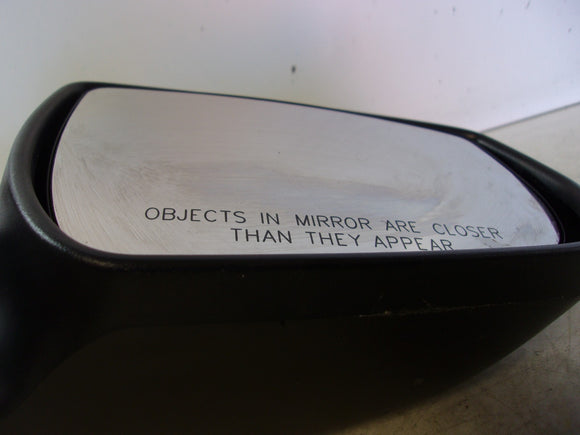 OBJECTS IN MIRROR ARE CLOSER
THAN THEY APPEAR